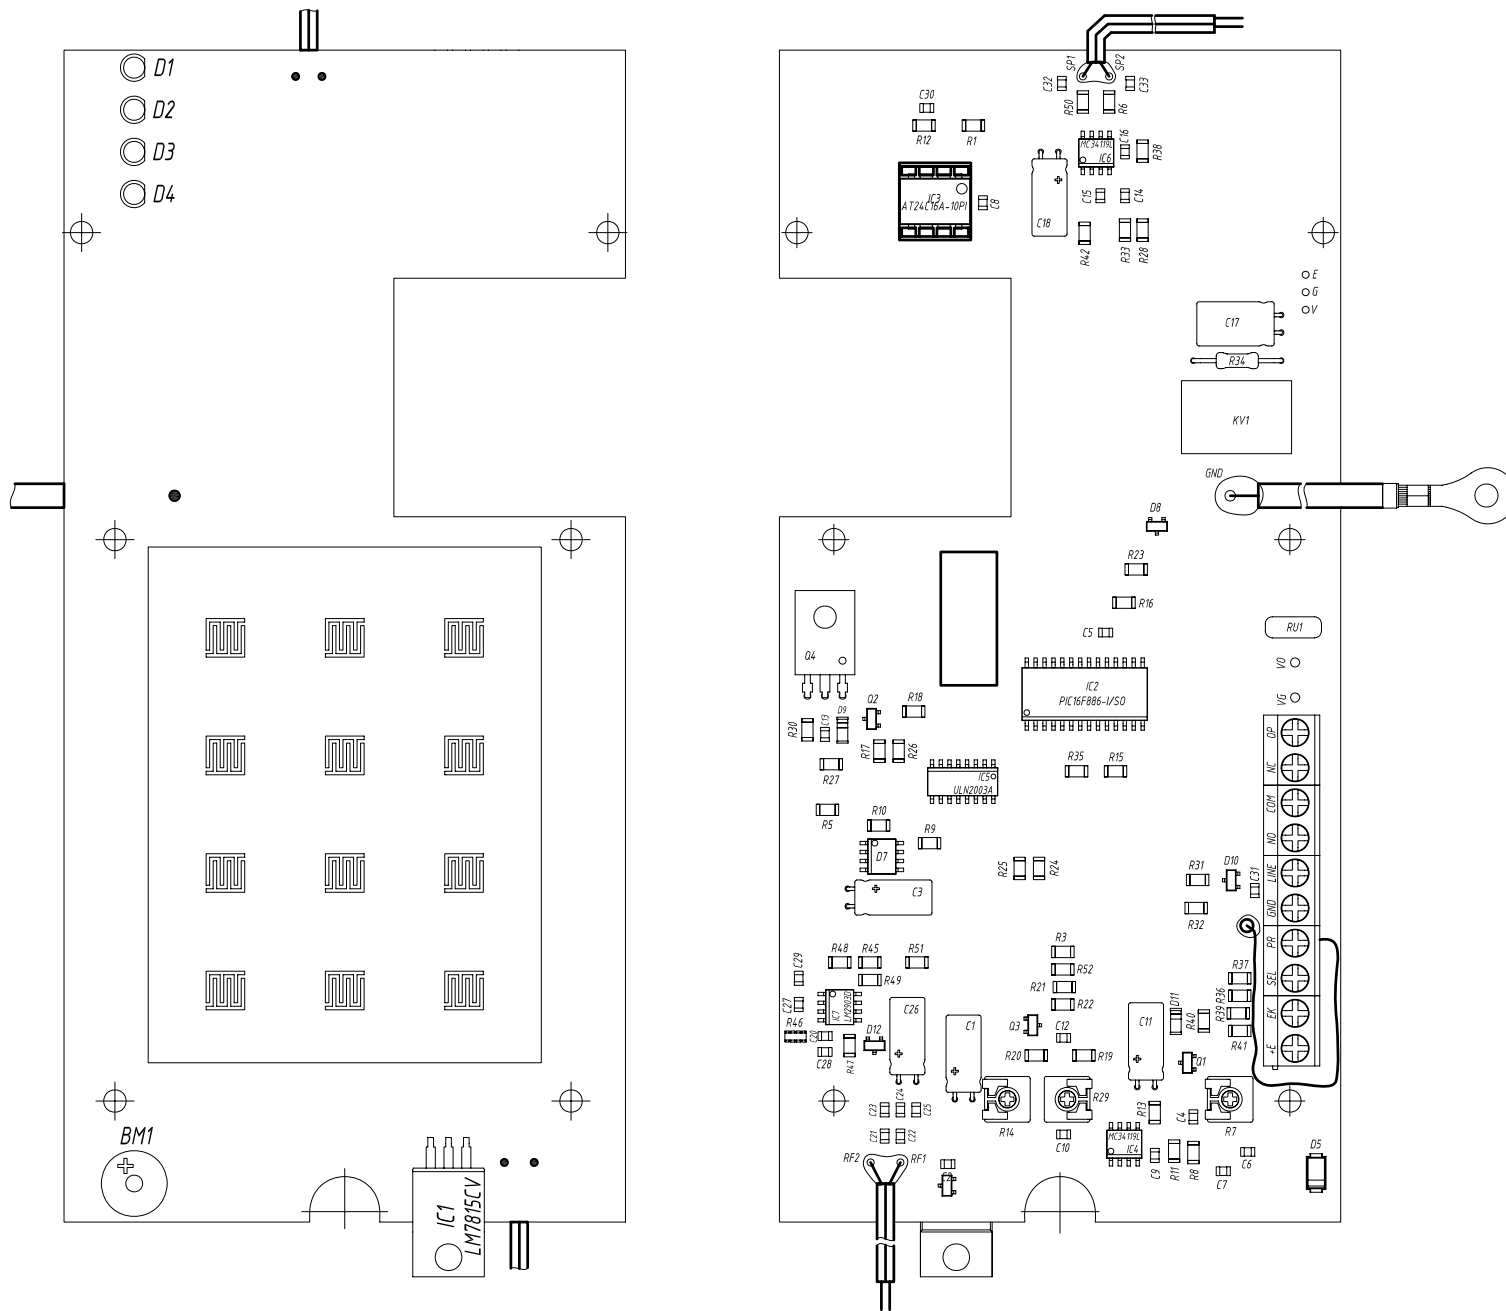 D1
D2
D3
D4
BM1
IC1
LM7815CV
SP1
SP2
C32
C33
R50
R6
C30
R12
R1
MC34119L
IC6
C16
R38
IC3
AT24C16A-10PI
C8
C18
C15
C14
R42
R33
R28
E
G
V
C17
R34
KV1
GND
D8
R23
R16
C5
RU1
Q4
IC2
PIC16F886-I/SO
VO
VG
Q2
R18
R30
C13
D9
R17
R26
R27
IC5
ULN2003A
R35
R15
OP
NC
COM
NO
LINE
GND
PR
SEL
EK
+E
R5
R10
R9
D7
C3
R25
R24
R31
D10
C31
R32
R48
R45
R51
R49
C29
C27
IC7
LM2903D
R46
C20
C28
R47
D12
C26
C1
R3
R52
R21
R22
Q3
C12
R20
R19
C11
D11
R40
R37
R36
R39
R41
Q1
C24
C23
C25
C21
C22
R14
R29
C10
R13
C4
R7
MC34119L
IC4
C9
R11
R8
C7
C6
D5
RF2
RF1